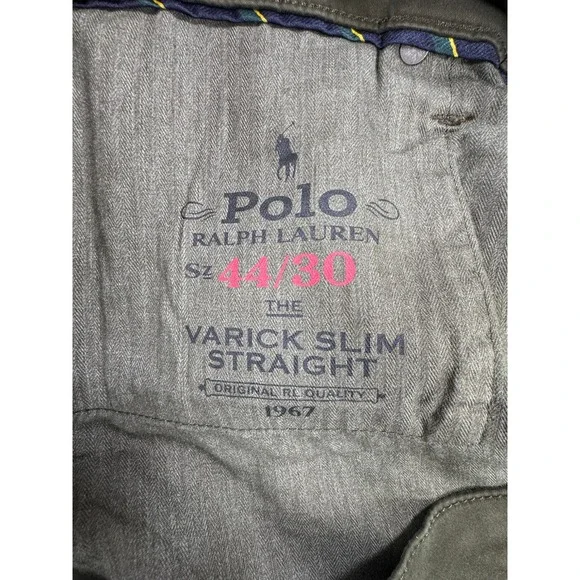 Polo
RALPH LAUREN
Sz 44/30
THE
VARICK SLIM
STRAIGHT
ORIGINAL RL QUALITY
1967